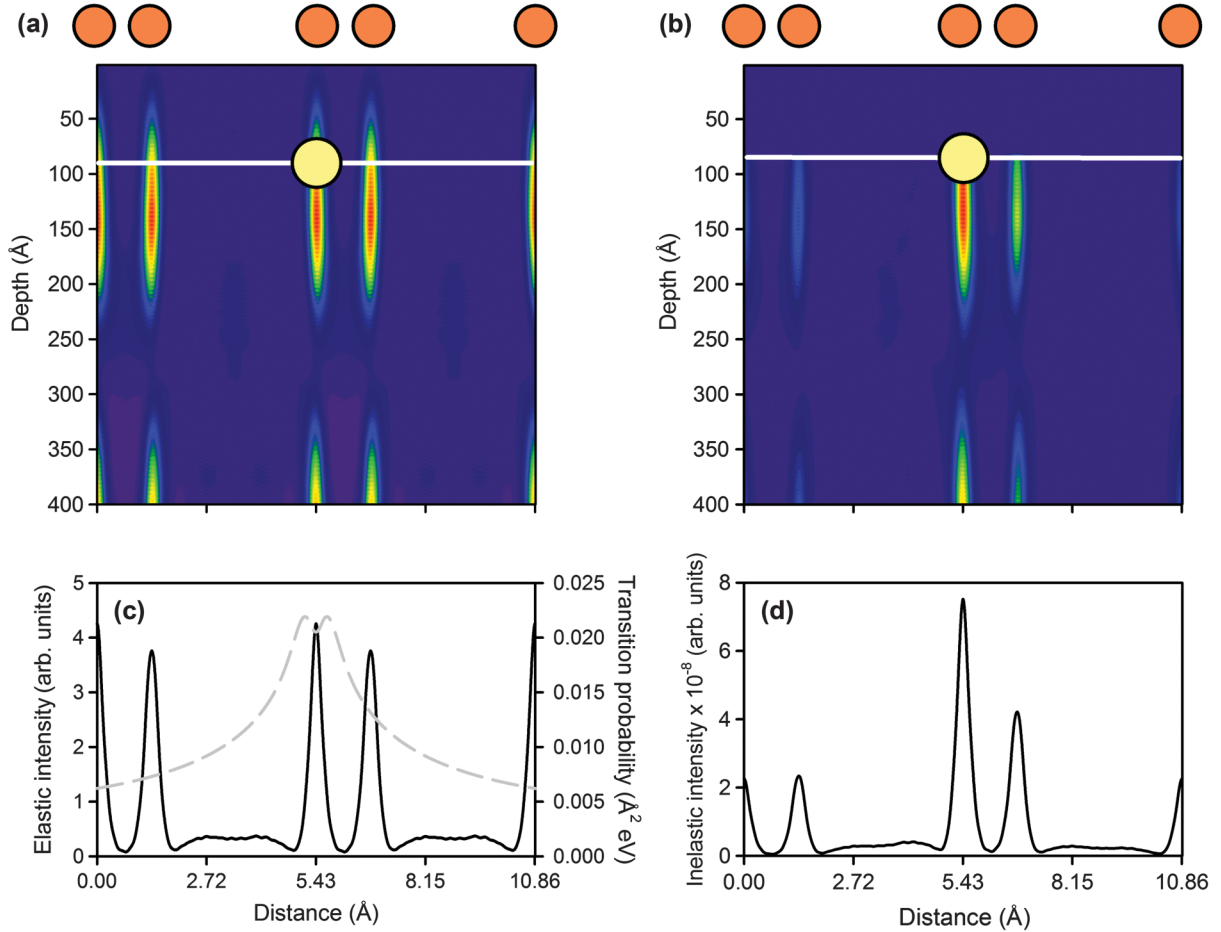 (a)
(b)
50
100
150
200
250
300
350
400
Depth (Å)
50
100
150
200
250
300
350
400
Depth (Å)
0
1
2
3
4
5
Elastic intensity (arb. units)
(c)
0.000
0.005
0.010
0.015
0.020
0.025
Transition probability (Å² eV)
0.00 2.72 5.43 8.15 10.86
Distance (Å)
0
2
4
6
8
Inelastic intensity x 10⁻⁸ (arb. units)
(d)
0.00 2.72 5.43 8.15 10.86
Distance (Å)